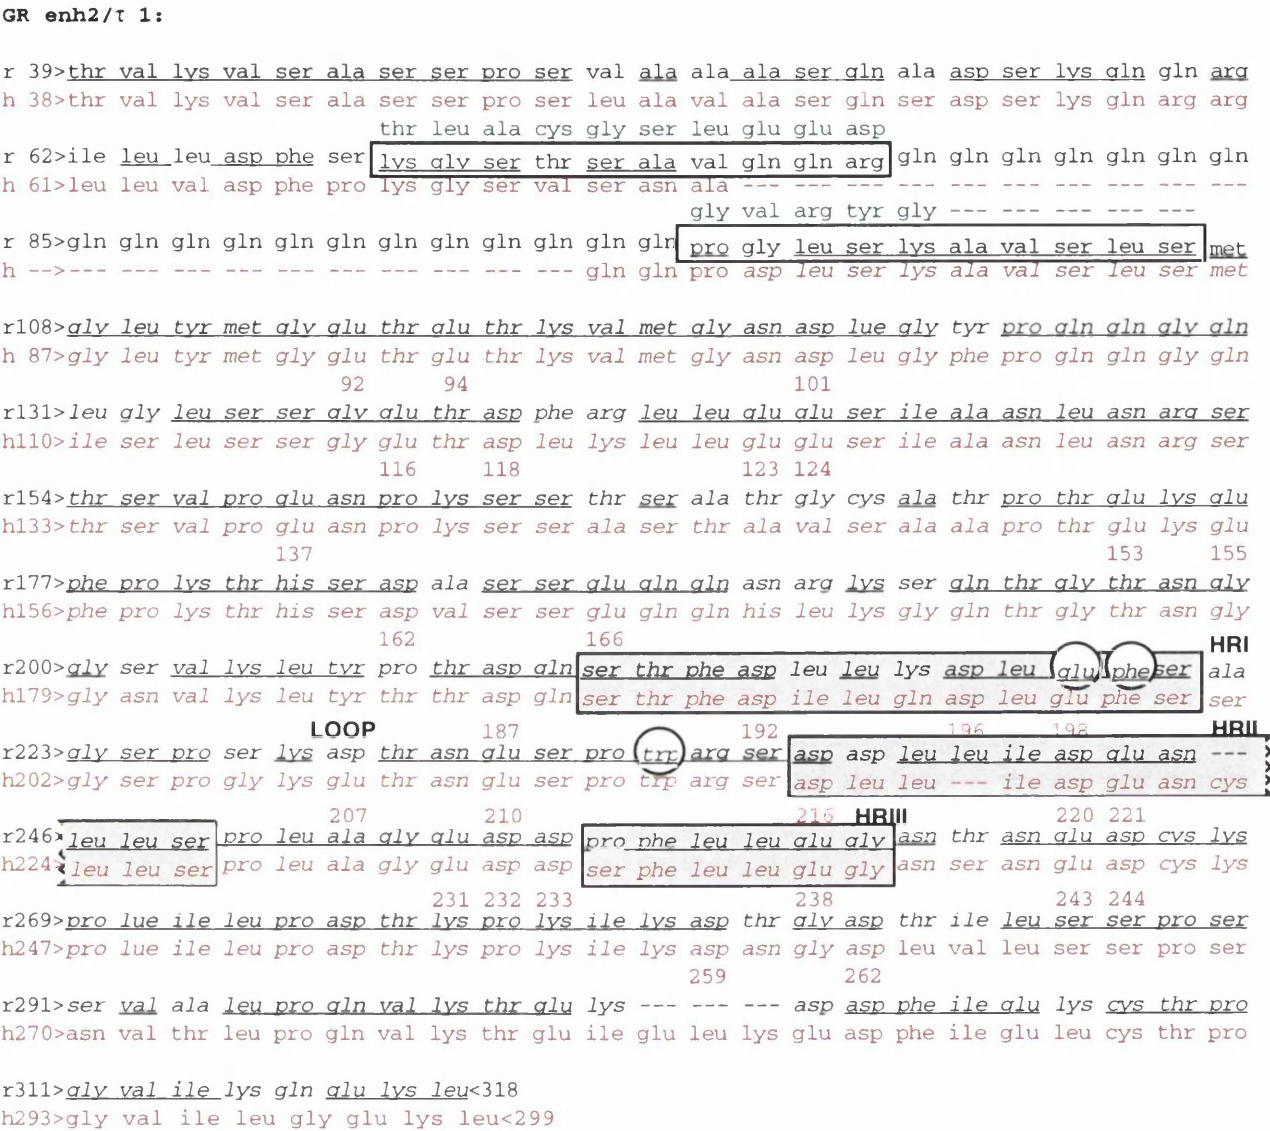 GR enh2/τ 1:
r 39>thr val lys val ser ala ser ser pro ser val ala ala ala ser gln ala asp ser lys gln gln arg
h 38>thr val lys val ser ala ser ser pro ser leu ala val ala ser gln ser asp ser lys gln arg arg
thr leu ala cys gly ser leu glu glu asp
r 62>ile leu leu asp phe ser lys gly ser thr ser ala val gln gln arg gln gln gln gln gln gln gln
h 61>leu leu val asp phe pro lys gly ser val ser asn ala --- --- --- --- --- --- --- --- --- ---
gly val arg tyr gly --- --- --- --- ---
r 85>gln gln gln gln gln gln gln gln gln gln gln gln pro gly leu ser lys ala val ser leu ser met
h -->--- --- --- --- --- --- --- --- --- --- gln gln pro asp leu ser lys ala val ser leu ser met
r108>gly leu tyr met gly glu thr glu thr lys val met gly asn asp lue gly tyr pro gln gln gly gln
h 87>gly leu tyr met gly glu thr glu thr lys val met gly asn asp leu gly phe pro gln gln gly gln
92 94 101
r131>leu gly leu ser ser gly glu thr asp phe arg leu leu glu glu ser ile ala asn leu asn arg ser
h110>ile ser leu ser ser gly glu thr asp leu lys leu leu glu glu ser ile ala asn leu asn arg ser
116 118 123 124
r154>thr ser val pro glu asn pro lys ser ser thr ser ala thr gly cys ala thr pro thr glu lys glu
h133>thr ser val pro glu asn pro lys ser ser ala ser thr ala val ser ala ala pro thr glu lys glu
137 153 155
r177>phe pro lys thr his ser asp ala ser ser glu gln gln asn arg lys ser gln thr gly thr asn gly
h156>phe pro lys thr his ser asp val ser ser glu gln gln his leu lys gly gln thr gly thr asn gly
162 166 HRI
r200>gly ser val lys leu tyr pro thr asp gln ser thr phe asp leu leu lys asp leu glu phe ser ala
h179>gly asn val lys leu tyr thr thr asp gln ser thr phe asp ile leu gln asp leu glu phe ser ser
LOOP 187 192 196 198 HRII
r223>gly ser pro ser lys asp thr asn glu ser pro trp arg ser asp asp leu leu ile asp glu asn ---
h202>gly ser pro gly lys glu thr asn glu ser pro trp arg ser asp leu leu --- ile asp glu asn cys
207 210 216 HRIII 220 221
r246> leu leu ser pro leu ala gly glu asp asp pro phe leu leu glu gly asn thr asn glu asp cys lys
h224> leu leu ser pro leu ala gly glu asp asp ser phe leu leu glu gly asn ser asn glu asp cys lys
231 232 233 238 243 244
r269>pro lue ile leu pro asp thr lys pro lys ile lys asp thr gly asp thr ile leu ser ser pro ser
h247>pro lue ile leu pro asp thr lys pro lys ile lys asp asn gly asp leu val leu ser ser pro ser
259 262
r291>ser val ala leu pro gln val lys thr glu lys --- --- --- asp asp phe ile glu lys cys thr pro
h270>asn val thr leu pro gln val lys thr glu ile glu leu lys glu asp phe ile glu leu cys thr pro
r311>gly val ile lys gln glu lys leu<318
h293>gly val ile leu gly glu lys leu<299